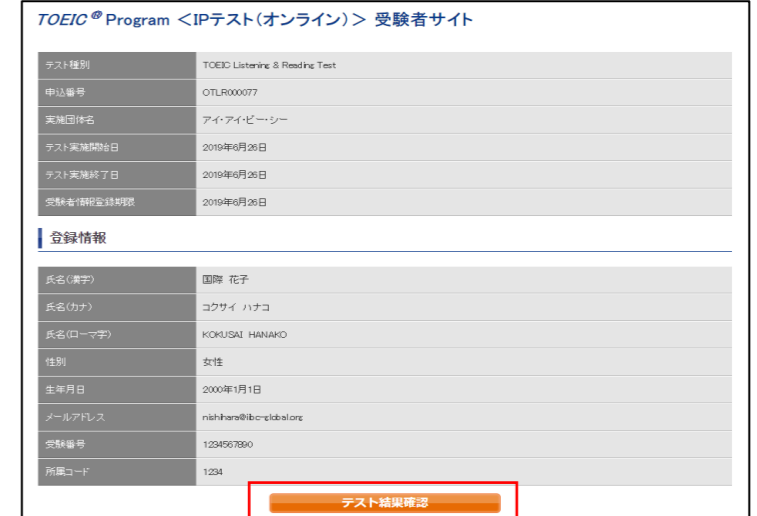 TOEIC® Program ＜IPテスト（オンライン）＞ 受験者サイト
テスト種別 TOEIC Listening & Reading Test
申込番号 OTLR000077
実施団体名 アイ・アイ・ビー・シー
テスト実施開始日 2019年6月26日
テスト実施終了日 2019年6月26日
受験者情報登録期限 2019年6月26日
登録情報
氏名(漢字) 国際 花子
氏名(カナ) コクサイ ハナコ
氏名(ローマ字) KOKUSAI HANAKO
性別 女性
生年月日 2000年1月1日
メールアドレス nishihara@iibc-global.org
受験番号 1234567890
所属コード 1234
テスト結果確認